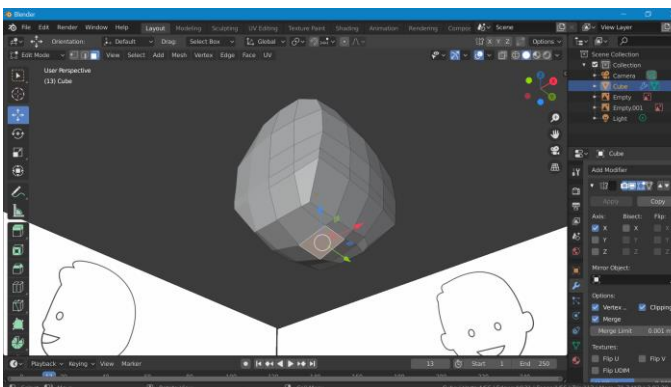 Blender
File Edit Render Window Help Layout Modeling Sculpting UV Editing Texture Paint Shading Animation Rendering Scene View Layer
Orientation: Default Drag: Select Box Global X Y Z Options
Edit Mode View Select Add Mesh Vertex Edge Face UV
User Perspective
(13) Cube
Scene Collection
Collection
Camera
Cube
Empty
Empty.001
Light
Cube
Add Modifier
Apply Copy
Axis: Bisect: Flip:
X X X
Y Y Y
Z Z Z
Mirror Object:
Options:
Vertex .. Clipping
Merge
Merge Limit 0.001 m
Textures:
Flip U Flip V
Flip UDIM
Playback Keying View Marker 13 Start 1 End 250